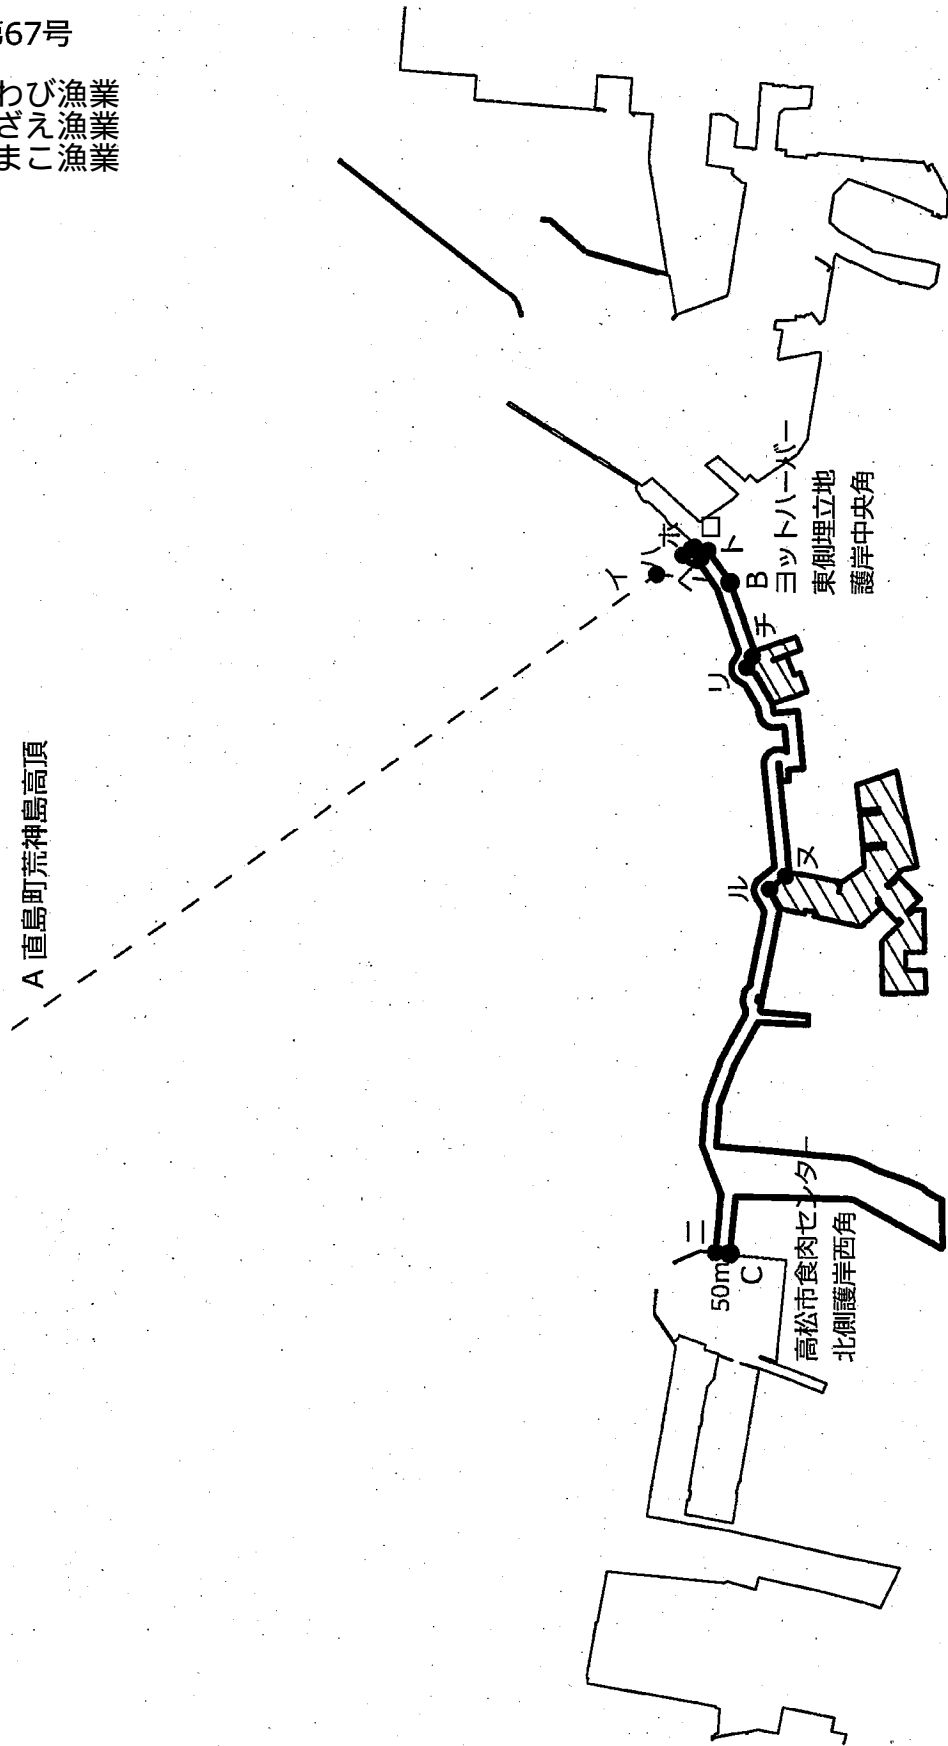 第67号
わび漁業
ざえ漁業
まこ漁業
A 直島町荒神島高頂
イ
ハ
ホ
ロ
ヘ
ト
B
ヨットハーバー
東側埋立地
護岸中央角
チ
リ
ヌ
ル
ニ
50m
C
高松市食肉センター
北側護岸西角